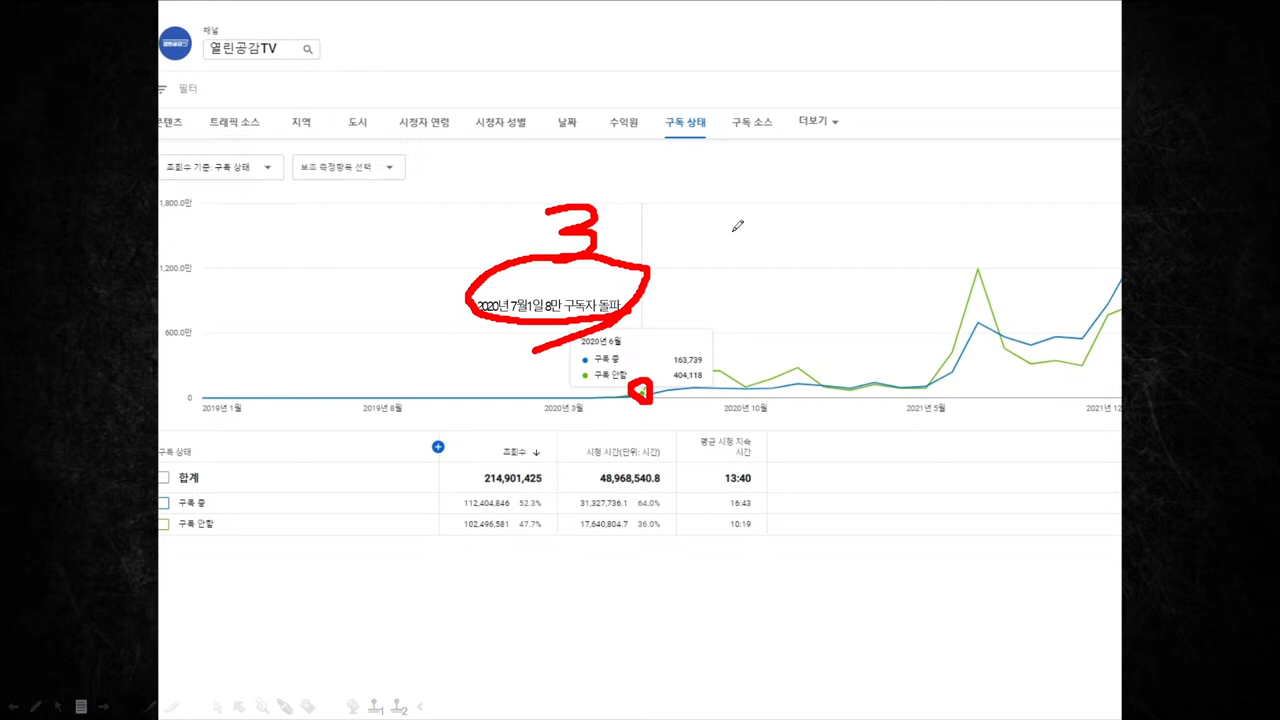 채널
열린공감TV
필터
콘텐츠 트래픽 소스 지역 도시 시청자 연령 시청자 성별 날짜 수익원 구독 상태 구독 소스 더보기
조회수 기준: 구독 상태 보조 측정항목 선택
1,800.0만
3
1,200.0만
2020년 7월1일 8만 구독자 돌파
600.0만
2020년 6월
구독 중 163,739
구독 안함 404,118
0
2019년 1월 2019년 8월 2020년 3월 2020년 10월 2021년 5월 2021년 12
구독 상태 조회수 시청 시간(단위: 시간) 평균 시청 지속 시간
합계 214,901,425 48,968,540.8 13:40
구독 중 112,404,846 52.3% 31,327,736.1 64.0% 16:43
구독 안함 102,496,581 47.7% 17,640,804.7 36.0% 10:19
1 2